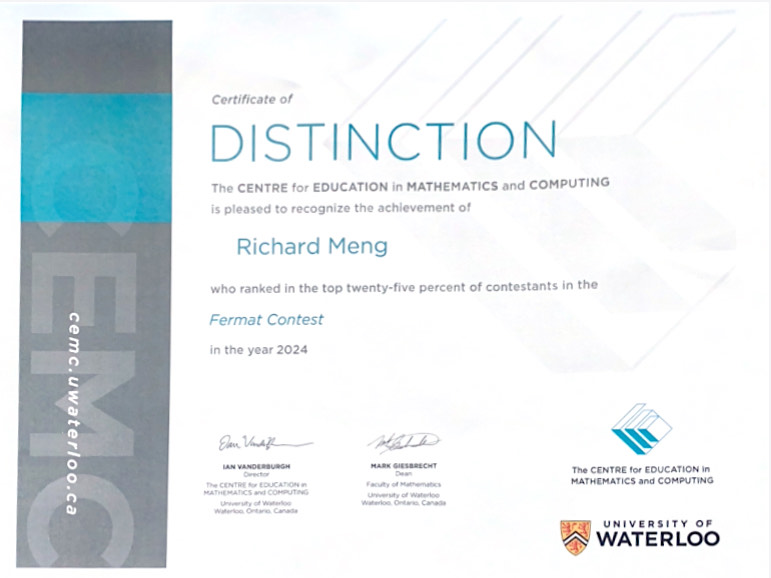 Certificate of
DISTINCTION
The CENTRE for EDUCATION in MATHEMATICS and COMPUTING
is pleased to recognize the achievement of
Richard Meng
who ranked in the top twenty-five percent of contestants in the
Fermat Contest
in the year 2024
CEMC
cemc.uwaterloo.ca
IAN VANDERBURGH
Director
The CENTRE for EDUCATION in
MATHEMATICS and COMPUTING
University of Waterloo
Waterloo, Ontario, Canada
MARK GIESBRECHT
Dean
Faculty of Mathematics
University of Waterloo
Waterloo, Ontario, Canada
The CENTRE for EDUCATION in
MATHEMATICS and COMPUTING
UNIVERSITY OF
WATERLOO